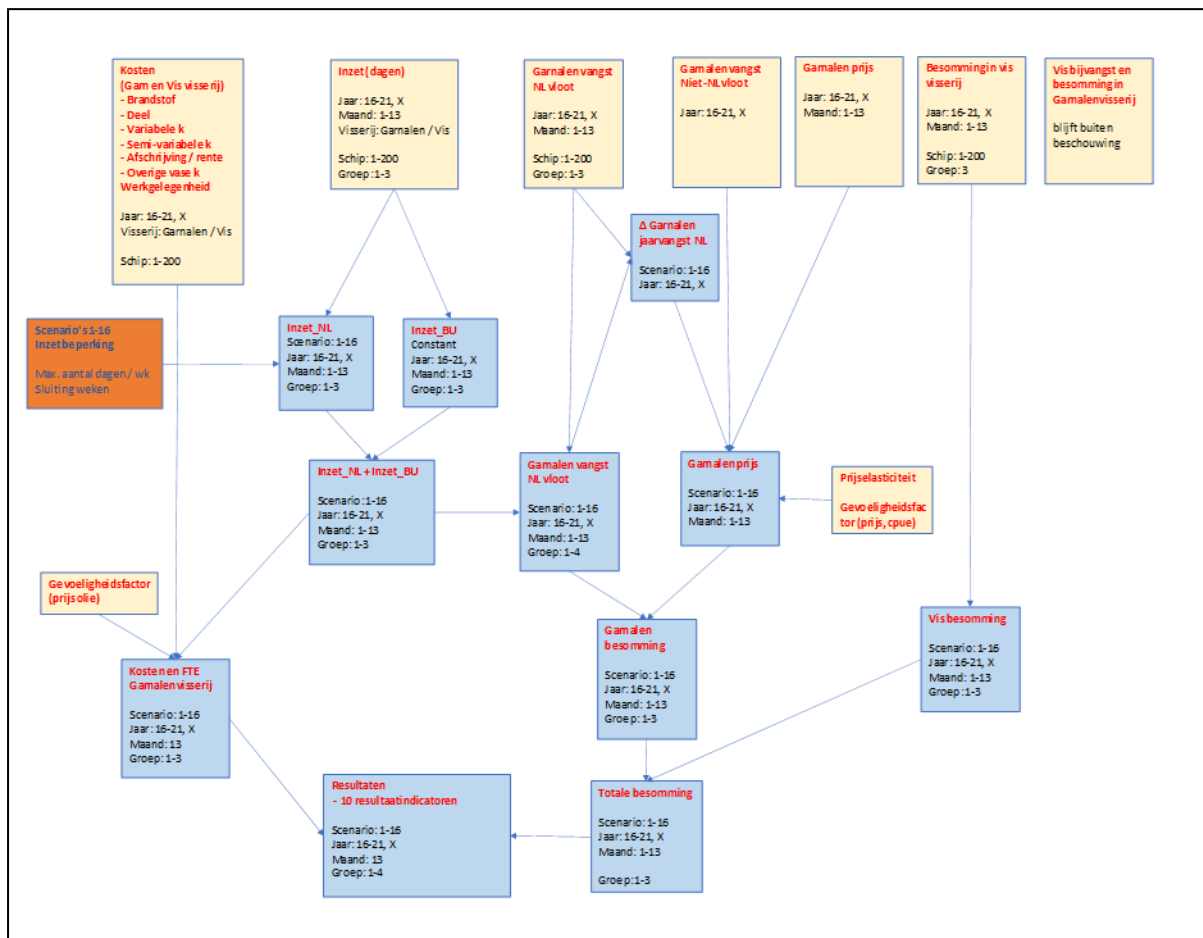 Kosten
(Garn en Vis visserij)
- Brandstof
- Deel
- Variabele k
- Semi-variabele k
- Afschrijving / rente
- Overige vase k
Werkgelegenheid
Jaar: 16-21, X
Visserij: Garnalen / Vis
Schip: 1-200
Inzet (dagen)
Jaar: 16-21, X
Maand: 1-13
Visserij: Garnalen / Vis
Schip: 1-200
Groep: 1-3
Garnalen vangst
NL vloot
Jaar: 16-21, X
Maand: 1-13
Schip: 1-200
Groep: 1-3
Garnalen vangst
Niet-NL vloot
Jaar: 16-21, X
Garnalen prijs
Jaar: 16-21, X
Maand: 1-13
Besomming in vis
visserij
Jaar: 16-21, X
Maand: 1-13
Schip: 1-200
Groep: 3
Vis bijvangst en
besomming in
Garnalenvisserij
blijft buiten
beschouwing
Δ Garnalen
jaarvangst NL
Scenario: 1-16
Jaar: 16-21, X
Scenario's 1-16
Inzetbeperking
Max. aantal dagen / wk
Sluiting weken
Inzet_NL
Scenario: 1-16
Jaar: 16-21, X
Maand: 1-13
Groep: 1-3
Inzet_BU
Constant
Jaar: 16-21, X
Maand: 1-13
Groep: 1-3
Inzet_NL + Inzet_BU
Scenario: 1-16
Jaar: 16-21, X
Maand: 1-13
Groep: 1-3
Garnalen vangst
NL vloot
Scenario: 1-16
Jaar: 16-21, X
Maand: 1-13
Groep: 1-4
Garnalen prijs
Scenario: 1-16
Jaar: 16-21, X
Maand: 1-13
Prijselasticiteit
Gevoeligheidsfac
tor (prijs, cpue)
Gevoeligheidsfactor
(prijs olie)
Kosten en FTE
Garnalenvisserij
Scenario: 1-16
Jaar: 16-21, X
Maand: 13
Groep: 1-3
Garnalen
besomming
Scenario: 1-16
Jaar: 16-21, X
Maand: 1-13
Groep: 1-3
Vis besomming
Scenario: 1-16
Jaar: 16-21, X
Maand: 1-13
Groep: 1-3
Resultaten
- 10 resultaatindicatoren
Scenario: 1-16
Jaar: 16-21, X
Maand: 13
Groep: 1-4
Totale besomming
Scenario: 1-16
Jaar: 16-21, X
Maand: 1-13
Groep: 1-3